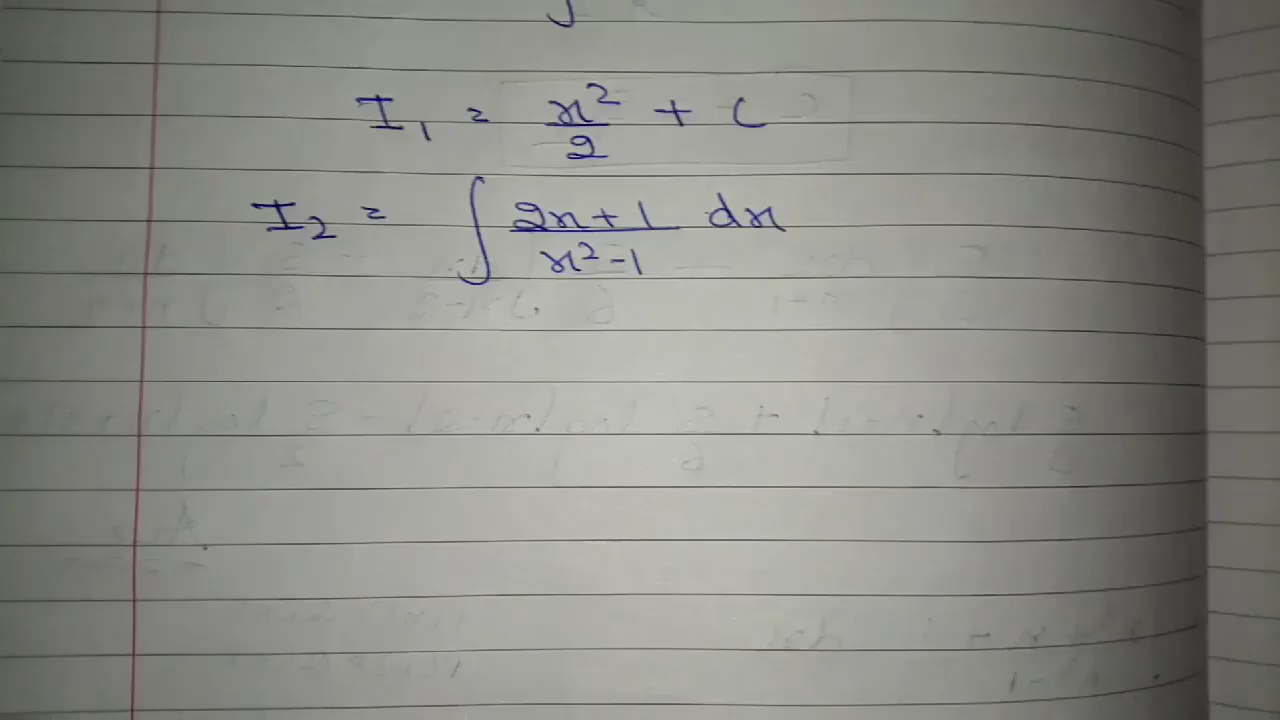 I₁ = x²/2 + C
I₂ = ∫ (2x+1)/(x²-1) dx